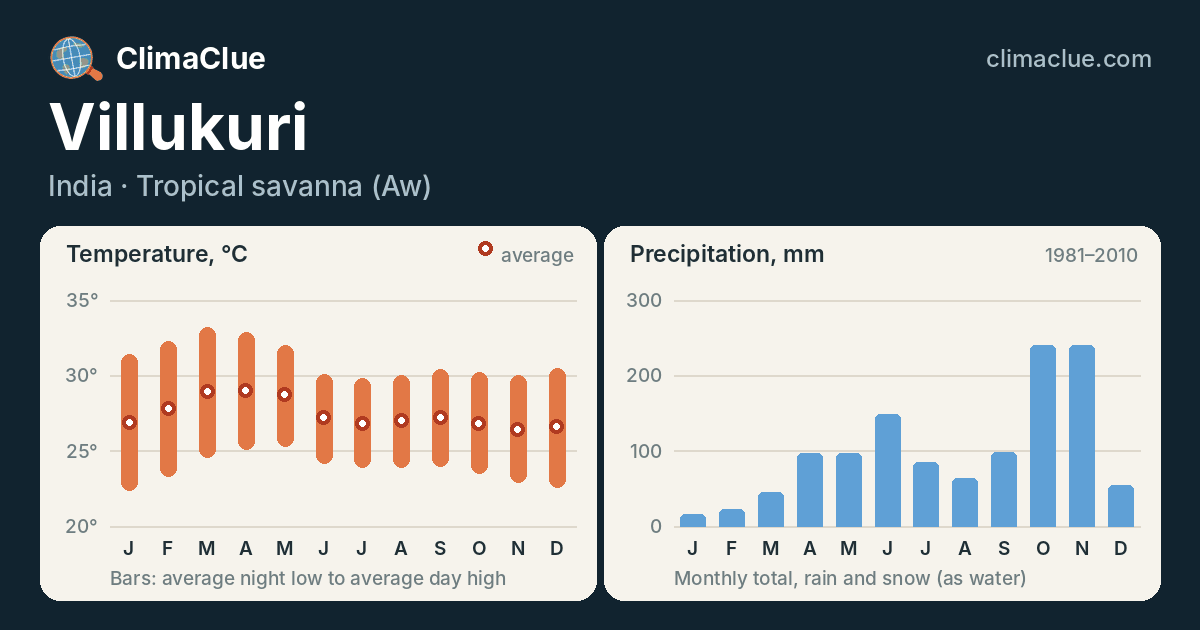 ClimaClue
climaclue.com
Villukuri
India · Tropical savanna (Aw)
Temperature, °C
average
35°
30°
25°
20°
J F M A M J J A S O N D
Bars: average night low to average day high
Precipitation, mm
1981–2010
300
200
100
0
J F M A M J J A S O N D
Monthly total, rain and snow (as water)